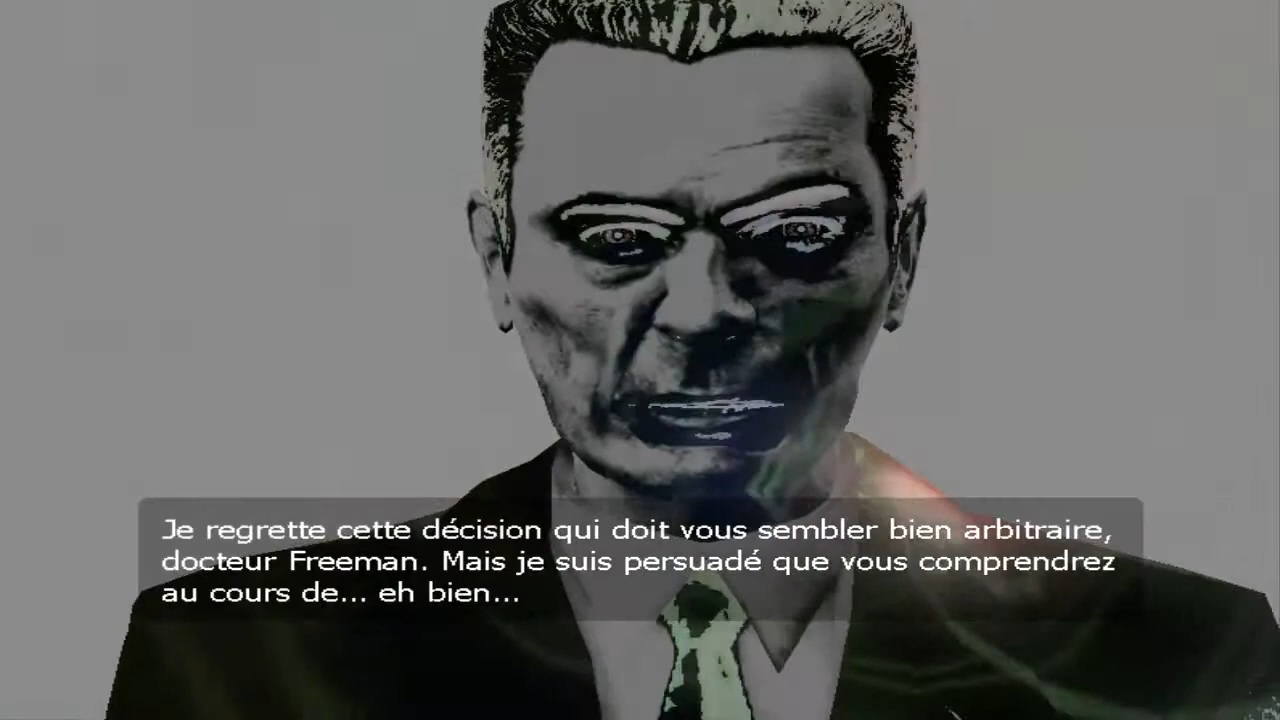 Je regrette cette décision qui doit vous sembler bien arbitraire,
docteur Freeman. Mais je suis persuadé que vous comprendrez
au cours de... eh bien...